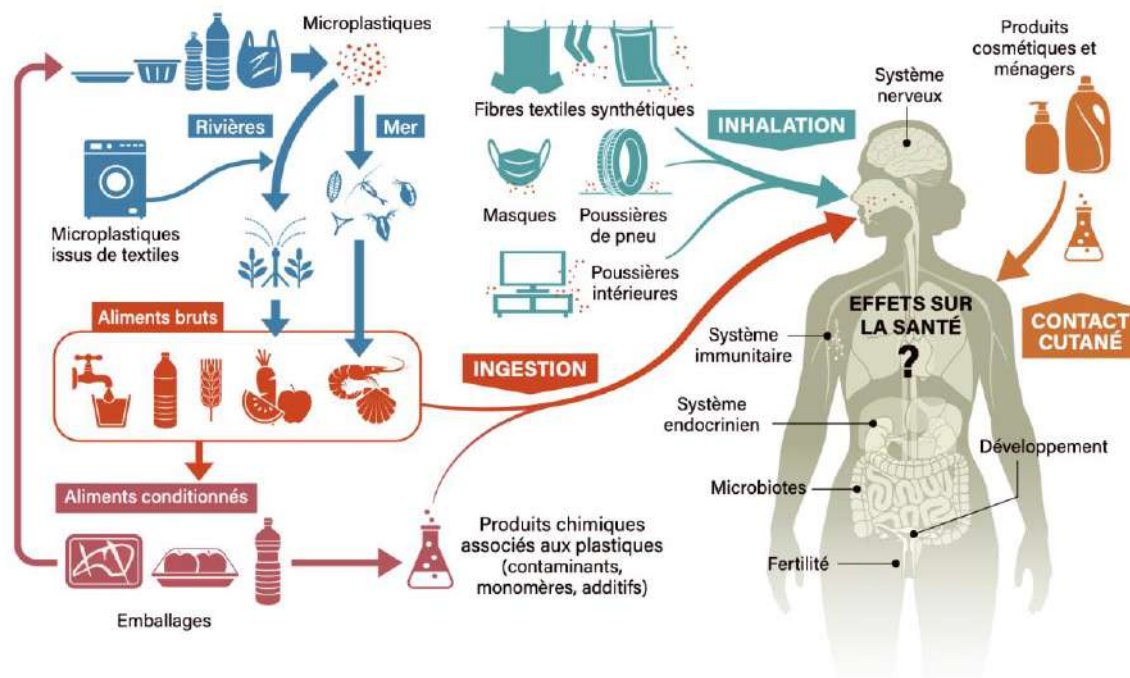 Microplastiques
Rivières
Mer
Microplastiques
issus de textiles
Aliments bruts
Aliments conditionnés
Emballages
Produits chimiques
associés aux plastiques
(contaminants,
monomères, additifs)
INGESTION
Fibres textiles synthétiques
Masques
Poussières
de pneu
Poussières
intérieures
INHALATION
Système
nerveux
Produits
cosmétiques et
ménagers
CONTACT
CUTANÉ
EFFETS SUR
LA SANTÉ
?
Système
immunitaire
Système
endocrinien
Microbiotes
Développement
Fertilité